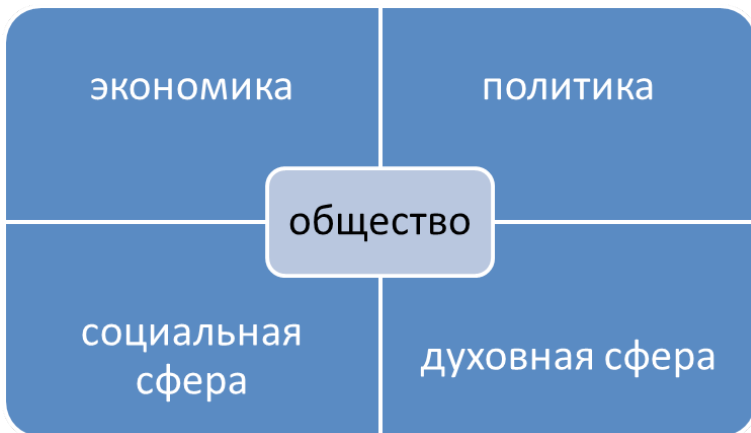 экономика
политика
общество
социальная
сфера
духовная сфера